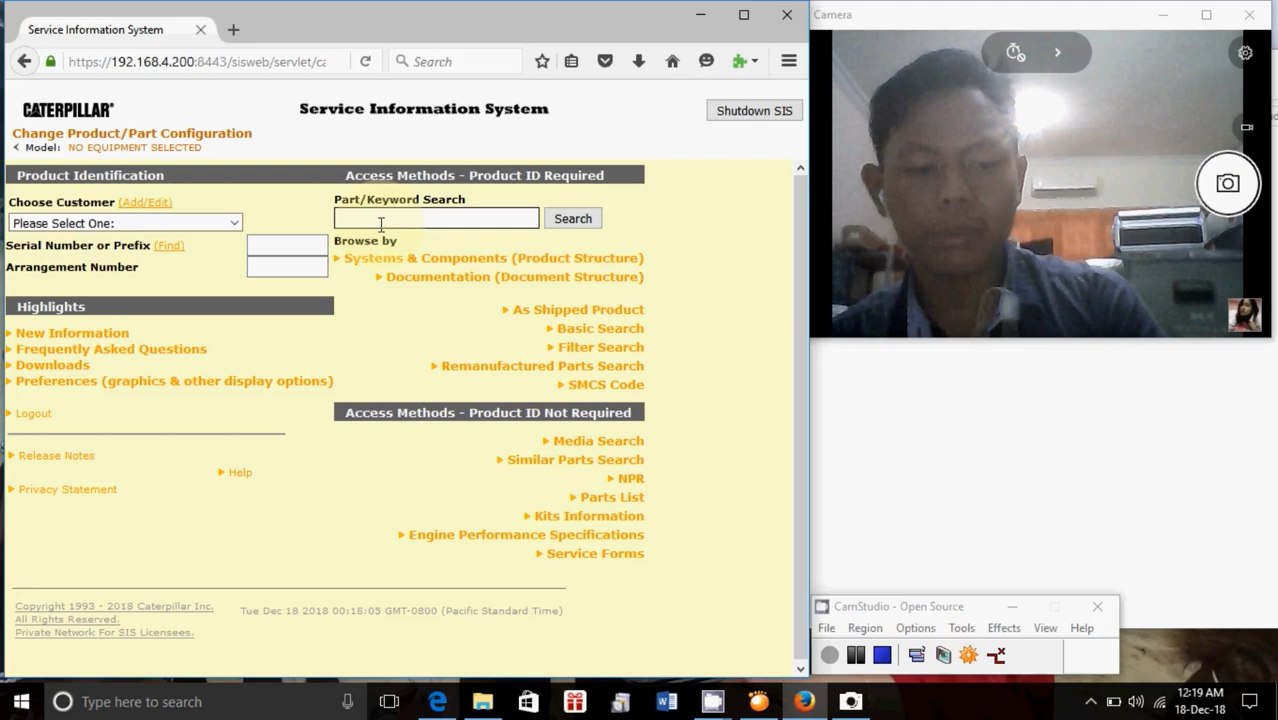 Service Information System
https://192.168.4.200:8443/sisweb/servlet/ca
Search
CATERPILLAR®
Service Information System
Shutdown SIS
Change Product/Part Configuration
Model: NO EQUIPMENT SELECTED
Product Identification
Access Methods - Product ID Required
Choose Customer (Add/Edit)
Please Select One:
Serial Number or Prefix (Find)
Arrangement Number
Part/Keyword Search
Search
Browse by
Systems & Components (Product Structure)
Documentation (Document Structure)
As Shipped Product
Basic Search
Filter Search
Remanufactured Parts Search
SMCS Code
Highlights
New Information
Frequently Asked Questions
Downloads
Preferences (graphics & other display options)
Logout
Release Notes
Help
Privacy Statement
Access Methods - Product ID Not Required
Media Search
Similar Parts Search
NPR
Parts List
Kits Information
Engine Performance Specifications
Service Forms
Copyright 1993 - 2018 Caterpillar Inc.
All Rights Reserved.
Private Network For SIS Licensees.
Tue Dec 18 2018 00:18:05 GMT-0800 (Pacific Standard Time)
Camera
CamStudio - Open Source
File Region Options Tools Effects View Help
Type here to search
12:19 AM
18-Dec-18